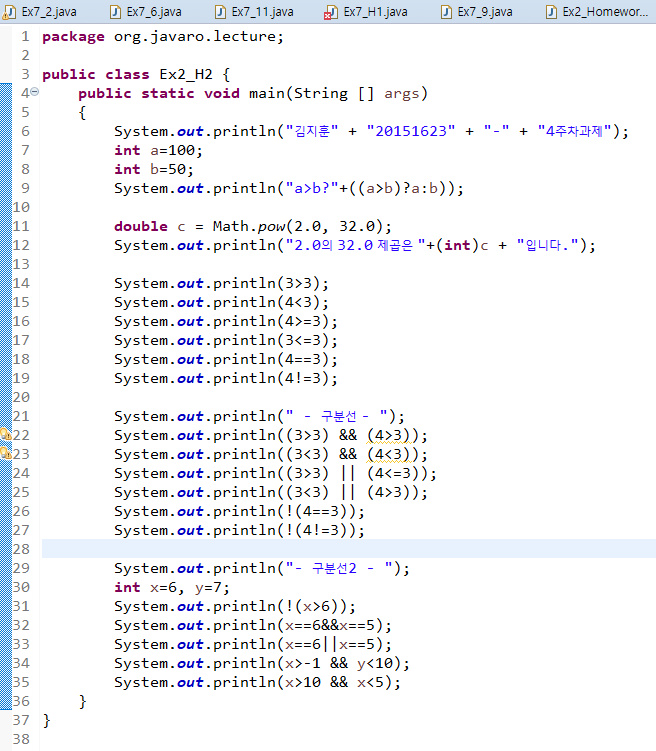 Ex7_2.java Ex7_6.java Ex7_11.java Ex7_H1.java Ex7_9.java Ex2_Homewor...
1 package org.javaro.lecture;
2
3 public class Ex2_H2 {
4 public static void main(String [] args)
5 {
6 System.out.println("김지훈" + "20151623" + "-" + "4주차과제");
7 int a=100;
8 int b=50;
9 System.out.println("a>b?"+((a>b)?a:b));
10
11 double c = Math.pow(2.0, 32.0);
12 System.out.println("2.0의 32.0 제곱은 "+(int)c + "입니다.");
13
14 System.out.println(3>3);
15 System.out.println(4<3);
16 System.out.println(4>=3);
17 System.out.println(3<=3);
18 System.out.println(4==3);
19 System.out.println(4!=3);
20
21 System.out.println(" - 구분선 - ");
22 System.out.println((3>3) && (4>3));
23 System.out.println((3<3) && (4<3));
24 System.out.println((3>3) || (4<=3));
25 System.out.println((3<3) || (4>3));
26 System.out.println(!(4==3));
27 System.out.println(!(4!=3));
28
29 System.out.println("- 구분선2 - ");
30 int x=6, y=7;
31 System.out.println(!(x>6));
32 System.out.println(x==6&&x==5);
33 System.out.println(x==6||x==5);
34 System.out.println(x>-1 && y<10);
35 System.out.println(x>10 && x<5);
36 }
37 }
38